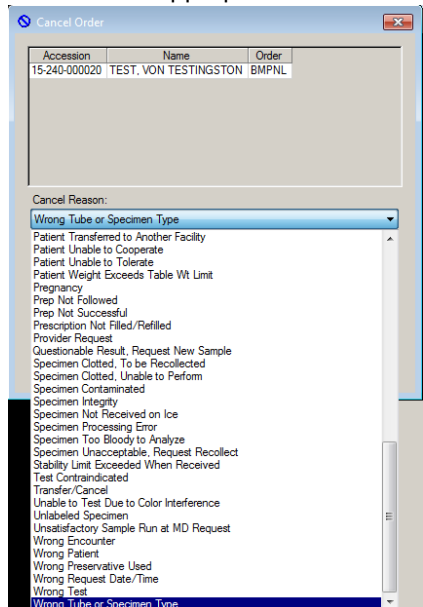 Cancel Order
Accession Name Order
15-240-000020 TEST, VON TESTINGSTON BMPNL
Cancel Reason:
Wrong Tube or Specimen Type
Patient Transferred to Another Facility
Patient Unable to Cooperate
Patient Unable to Tolerate
Patient Weight Exceeds Table Wt Limit
Pregnancy
Prep Not Followed
Prep Not Successful
Prescription Not Filled/Refilled
Provider Request
Questionable Result, Request New Sample
Specimen Clotted, To be Recollected
Specimen Clotted, Unable to Perform
Specimen Contaminated
Specimen Integrity
Specimen Not Received on Ice
Specimen Processing Error
Specimen Too Bloody to Analyze
Specimen Unacceptable, Request Recollect
Stability Limit Exceeded When Received
Test Contraindicated
Transfer/Cancel
Unable to Test Due to Color Interference
Unlabeled Specimen
Unsatisfactory Sample Run at MD Request
Wrong Encounter
Wrong Patient
Wrong Preservative Used
Wrong Request Date/Time
Wrong Test
Wrong Tube or Specimen Type